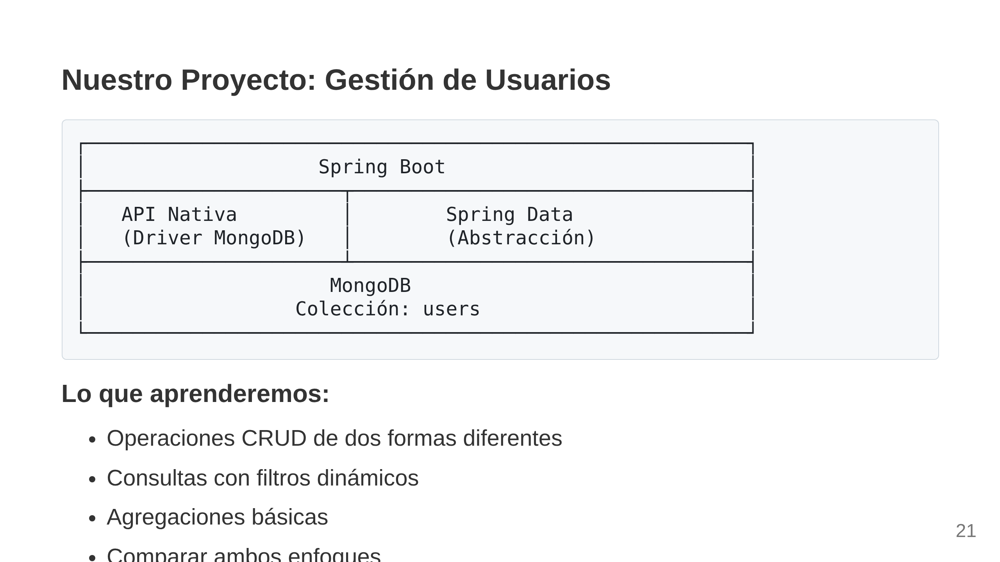 Nuestro Proyecto: Gestión de Usuarios
Spring Boot
API Nativa Spring Data
(Driver MongoDB) (Abstracción)
MongoDB
Colección: users
Lo que aprenderemos:
• Operaciones CRUD de dos formas diferentes
• Consultas con filtros dinámicos
• Agregaciones básicas
• Comparar ambos enfoques
21